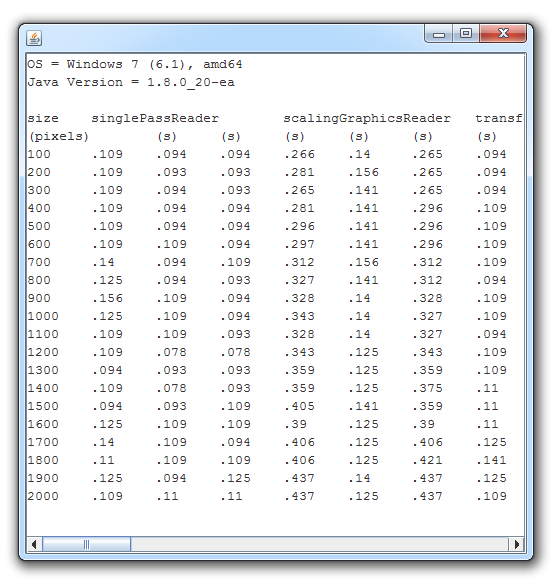 OS = Windows 7 (6.1), amd64
Java Version = 1.8.0_20-ea
size singlePassReader scalingGraphicsReader transf
(pixels) (s) (s) (s) (s) (s) (s)
100 .109 .094 .094 .266 .14 .265 .094
200 .109 .093 .093 .281 .156 .265 .094
300 .109 .094 .093 .265 .141 .265 .094
400 .109 .094 .094 .281 .141 .296 .109
500 .109 .094 .094 .296 .141 .296 .109
600 .109 .109 .094 .297 .141 .296 .109
700 .14 .094 .109 .312 .156 .312 .109
800 .125 .094 .093 .327 .141 .312 .094
900 .156 .109 .094 .328 .14 .328 .109
1000 .125 .109 .094 .343 .14 .327 .109
1100 .109 .109 .093 .328 .14 .327 .094
1200 .109 .078 .078 .343 .125 .343 .109
1300 .094 .093 .093 .359 .125 .359 .109
1400 .109 .078 .093 .359 .125 .375 .11
1500 .094 .093 .109 .405 .141 .359 .11
1600 .125 .109 .109 .39 .125 .39 .11
1700 .14 .109 .094 .406 .125 .406 .125
1800 .11 .109 .109 .406 .125 .421 .141
1900 .125 .094 .125 .437 .14 .437 .125
2000 .109 .11 .11 .437 .125 .437 .109